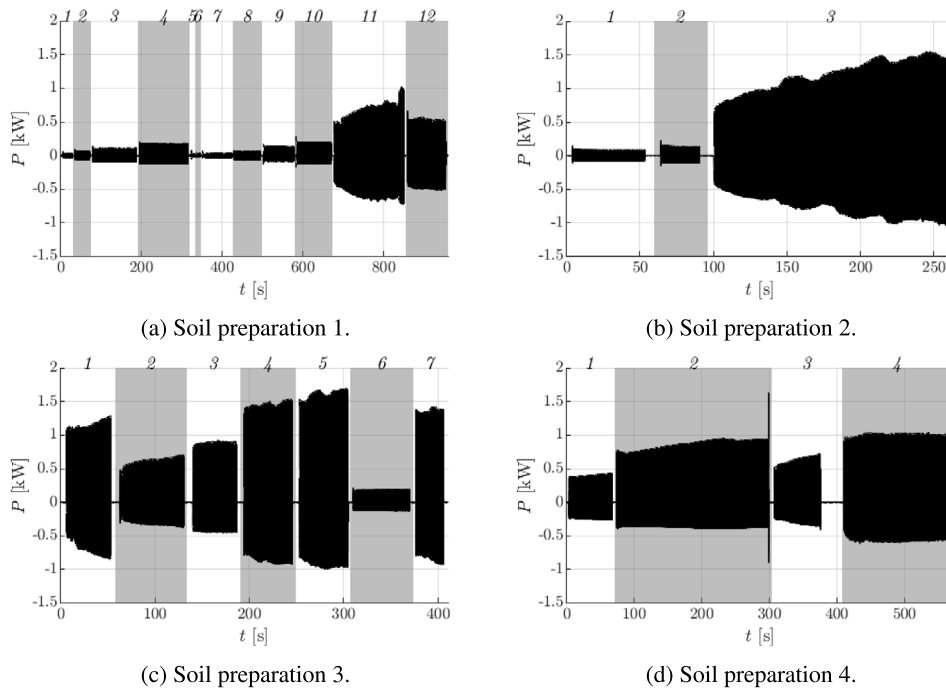 1 2 3 4 5 6 7 8 9 10 11 12
2
1.5
1
0.5
0
-0.5
-1
-1.5
P [kW]
0 200 400 600 800
t [s]
(a) Soil preparation 1.
1 2 3
2
1.5
1
0.5
0
-0.5
-1
-1.5
P [kW]
0 50 100 150 200 250
t [s]
(b) Soil preparation 2.
1 2 3 4 5 6 7
2
1.5
1
0.5
0
-0.5
-1
-1.5
P [kW]
0 100 200 300 400
t [s]
(c) Soil preparation 3.
1 2 3 4
2
1.5
1
0.5
0
-0.5
-1
-1.5
P [kW]
0 100 200 300 400 500
t [s]
(d) Soil preparation 4.